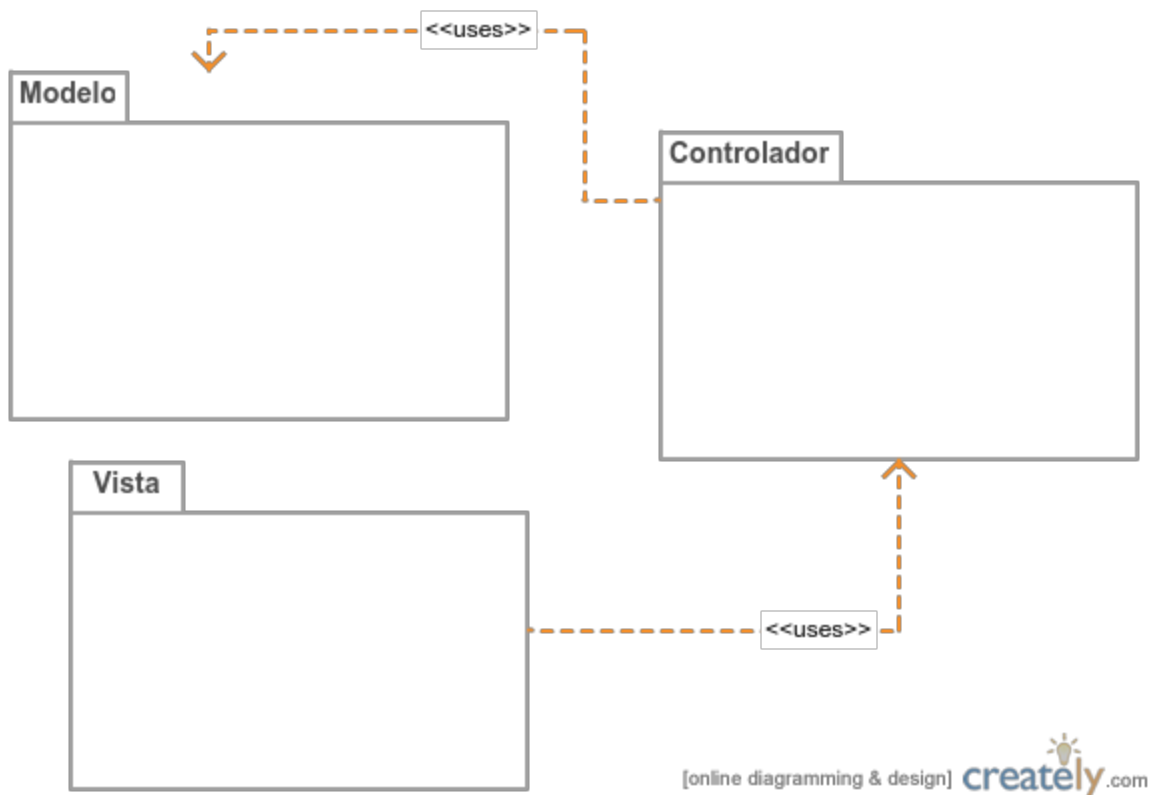 <<uses>>
Modelo
Controlador
Vista
<<uses>>
[online diagramming & design] creately.com